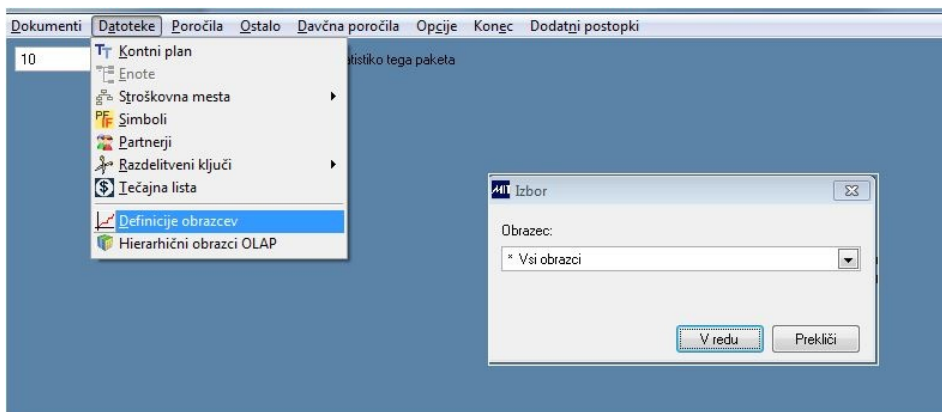 Dokumenti Datoteke Poročila Ostalo Davčna poročila Opcije Konec Dodatni postopki
10
tega paketa
Kontni plan
Enote
Stroškovna mesta
Simboli
Partnerji
Razdelitveni ključi
Tečajna lista
Definicije obrazcev
Hierarhični obrazci OLAP
MIT Izbor
Obrazec:
* Vsi obrazci
V redu Prekliči